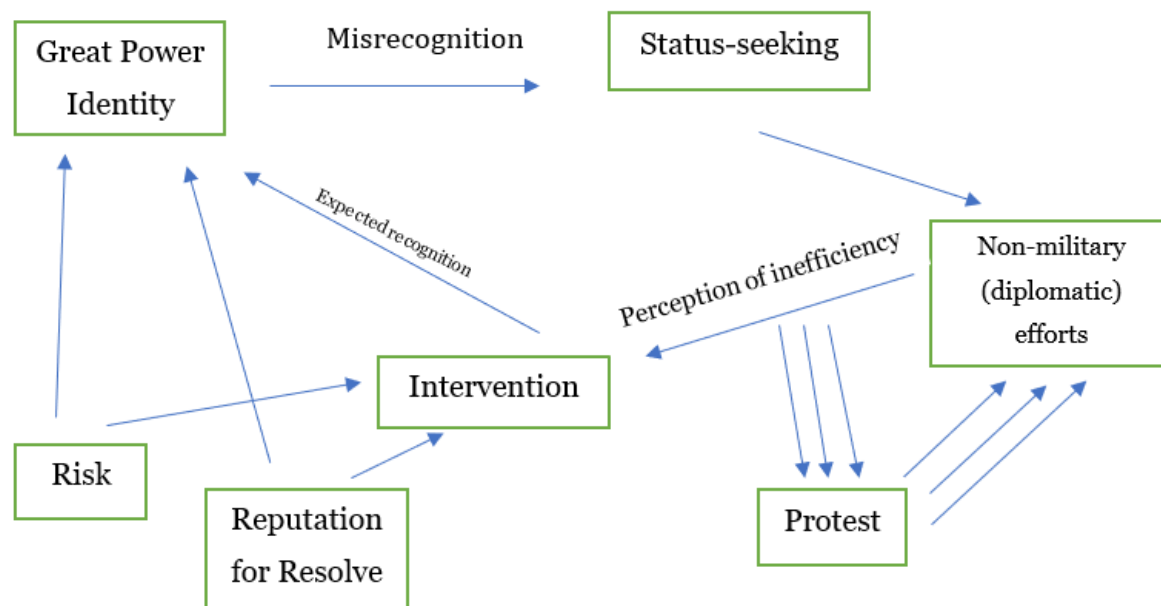 Great Power
Identity
Misrecognition
Status-seeking
Expected recognition
Perception of inefficiency
Non-military
(diplomatic)
efforts
Intervention
Risk
Reputation
for Resolve
Protest